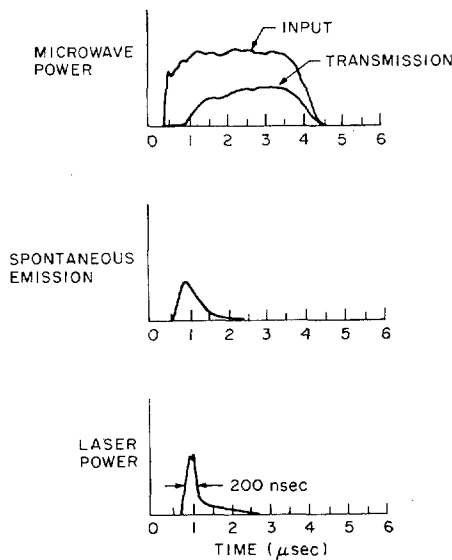 INPUT
MICROWAVE
POWER
TRANSMISSION
0 1 2 3 4 5 6
SPONTANEOUS
EMISSION
0 1 2 3 4 5 6
LASER
POWER
200 nsec
0 1 2 3 4 5 6
TIME (μsec)